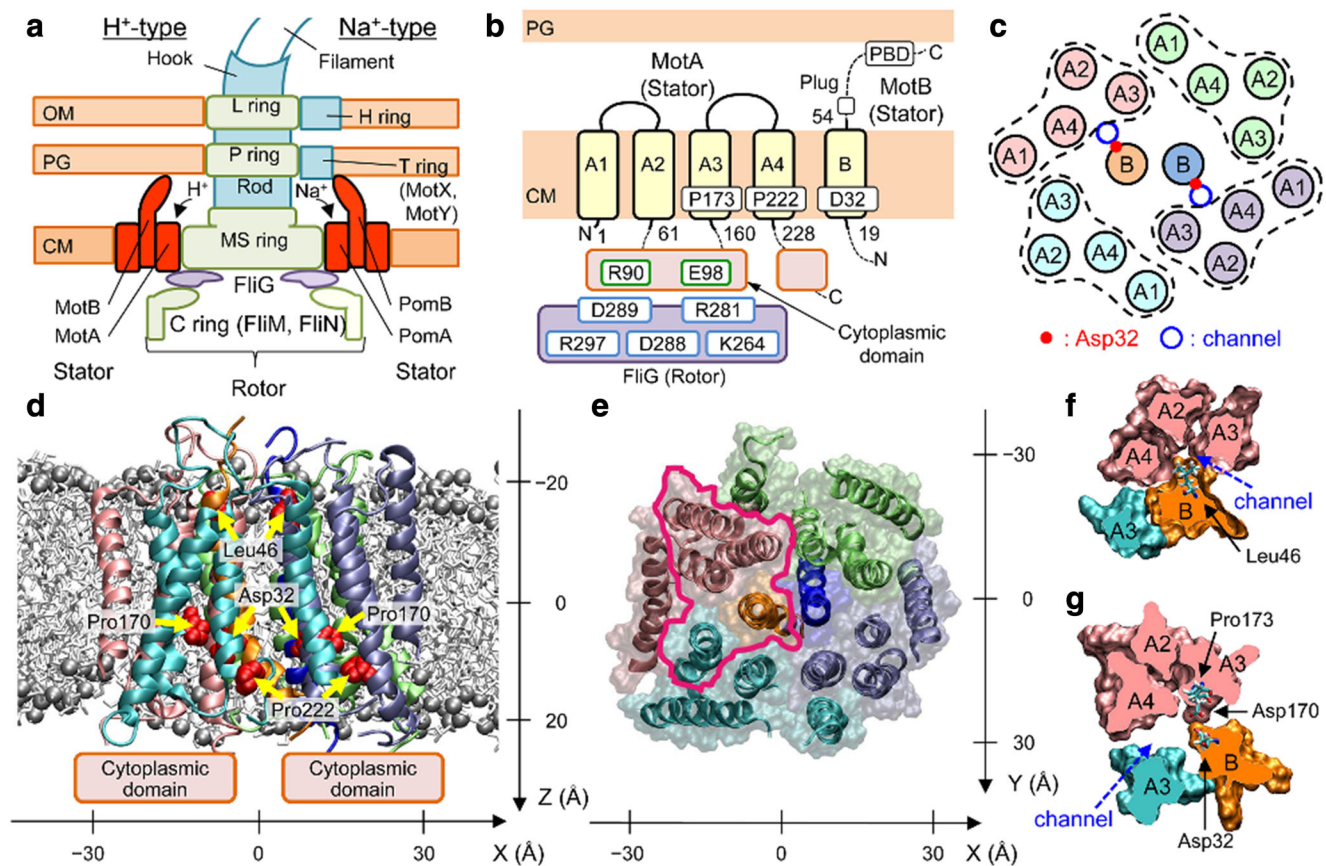 a
H⁺-type
Na⁺-type
Hook
Filament
OM
L ring
H ring
PG
P ring
T ring
(MotX,
MotY)
H⁺
Rod
Na⁺
CM
MS ring
MotB
MotA
FliG
PomB
PomA
C ring (FliM, FliN)
Stator
Stator
Rotor
b
PG
PBD
C
MotA
(Stator)
Plug
MotB
(Stator)
54
CM
A1
A2
A3
A4
B
P173
P222
D32
N
1
61
160
228
19
N
R90
E98
C
D289
R281
Cytoplasmic
domain
R297
D288
K264
FliG (Rotor)
c
A1
A2
A4
A2
A3
A3
A4
A1
B
B
A1
A3
A4
A3
A2
A4
A2
A1
: Asp32
: channel
d
−20
Leu46
Asp32
Pro170
Pro170
0
Pro222
20
Cytoplasmic
domain
Cytoplasmic
domain
Z (Å)
−30
0
X (Å)
e
−30
0
30
Y (Å)
−30
0
30
X (Å)
f
A2
A3
A4
channel
A3
B
Leu46
g
Pro173
A2
A3
A4
Asp170
B
A3
channel
Asp32